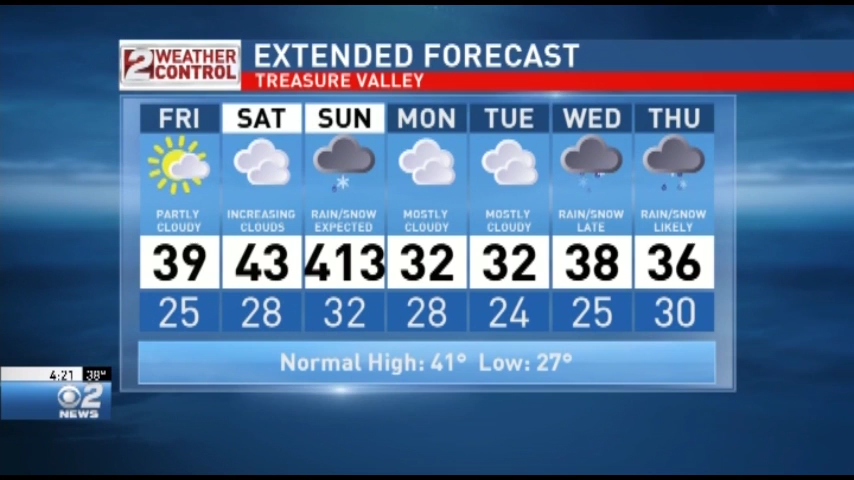 2 WEATHER CONTROL
EXTENDED FORECAST
TREASURE VALLEY
FRI SAT SUN MON TUE WED THU
PARTLY CLOUDY INCREASING CLOUDS RAIN/SNOW EXPECTED MOSTLY CLOUDY MOSTLY CLOUDY RAIN/SNOW LATE RAIN/SNOW LIKELY
39 43 413 32 32 38 36
25 28 32 28 24 25 30
Normal High: 41° Low: 27°
4:21 38°
2
NEWS